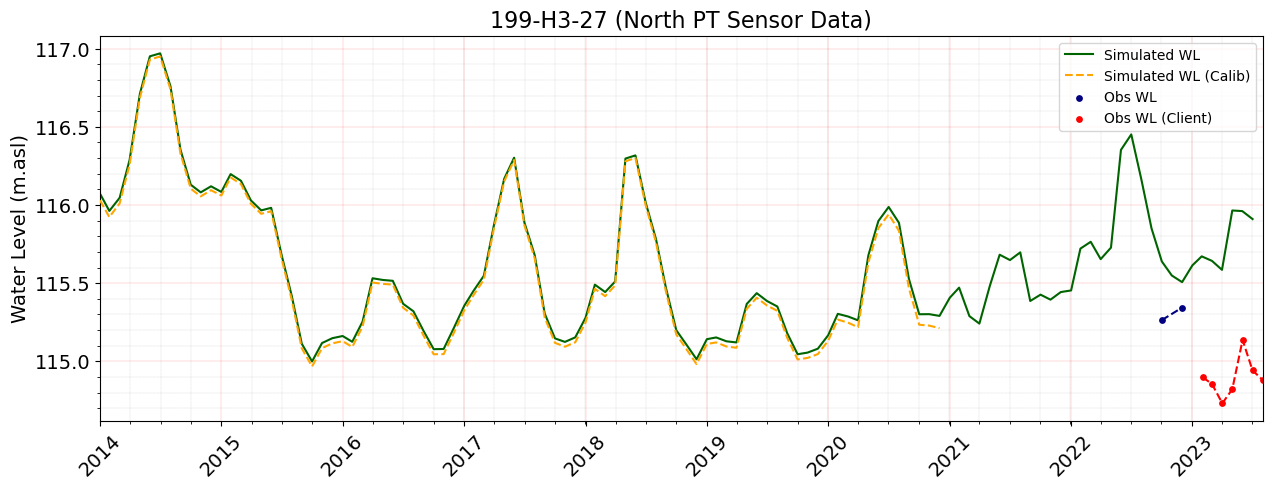 199-H3-27 (North PT Sensor Data)
Water Level (m.asl)
117.0
116.5
116.0
115.5
115.0
Simulated WL
Simulated WL (Calib)
Obs WL
Obs WL (Client)
2014
2015
2016
2017
2018
2019
2020
2021
2022
2023